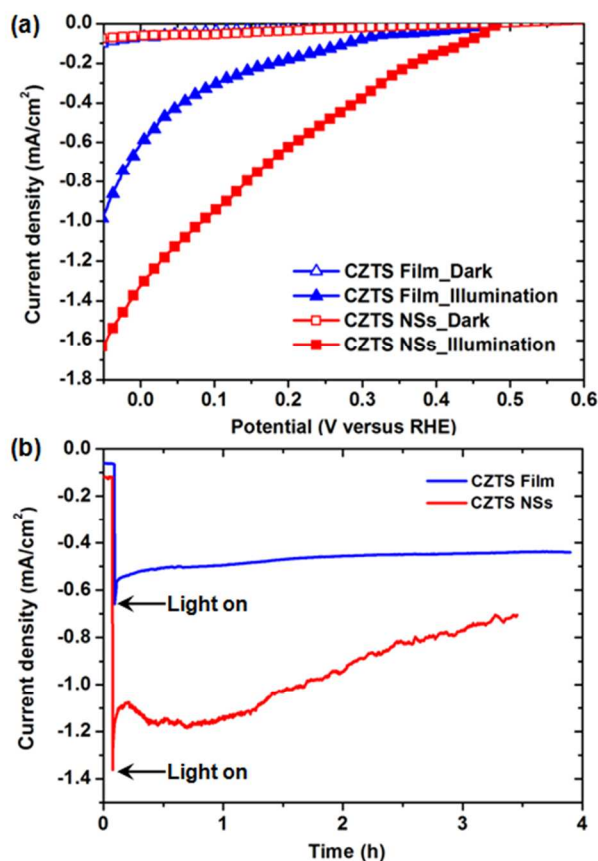 (a)
0.0
-0.2
-0.4
-0.6
-0.8
-1.0
-1.2
-1.4
-1.6
-1.8
Current density (mA/cm²)
CZTS Film_Dark
CZTS Film_Illumination
CZTS NSs_Dark
CZTS NSs_Illumination
0.0 0.1 0.2 0.3 0.4 0.5 0.6
Potential (V versus RHE)
(b)
0.0
-0.2
-0.4
-0.6
-0.8
-1.0
-1.2
-1.4
Current density (mA/cm²)
CZTS Film
CZTS NSs
Light on
Light on
0 1 2 3 4
Time (h)